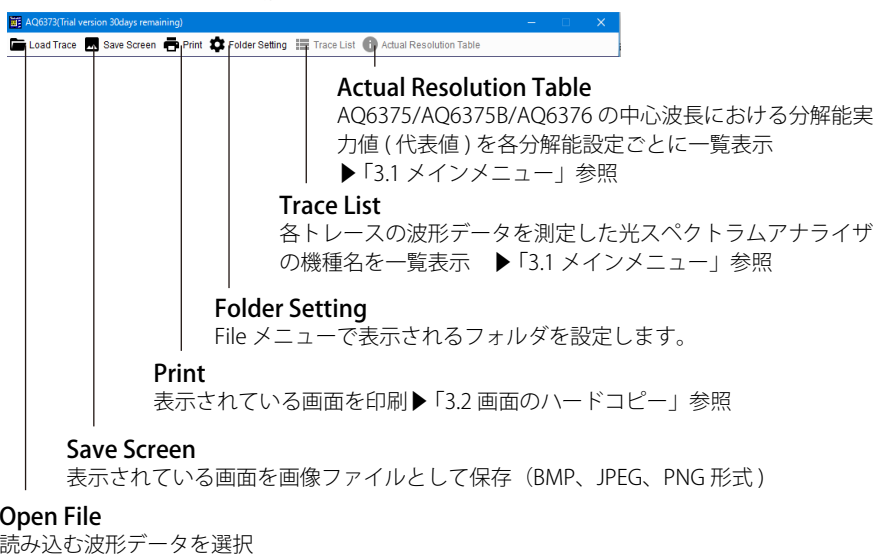 AQ6373(Trial version 30days remaining)
Load Trace Save Screen Print Folder Setting Trace List Actual Resolution Table
Actual Resolution Table
AQ6375/AQ6375B/AQ6376 の中心波長における分解能実
力値 ( 代表値 ) を各分解能設定ごとに一覧表示
▶「3.1 メインメニュー」参照
Trace List
各トレースの波形データを測定した光スペクトラムアナライザ
の機種名を一覧表示 ▶「3.1 メインメニュー」参照
Folder Setting
File メニューで表示されるフォルダを設定します。
Print
表示されている画面を印刷▶「3.2 画面のハードコピー」参照
Save Screen
表示されている画面を画像ファイルとして保存（BMP、JPEG、PNG 形式 )
Open File
読み込む波形データを選択